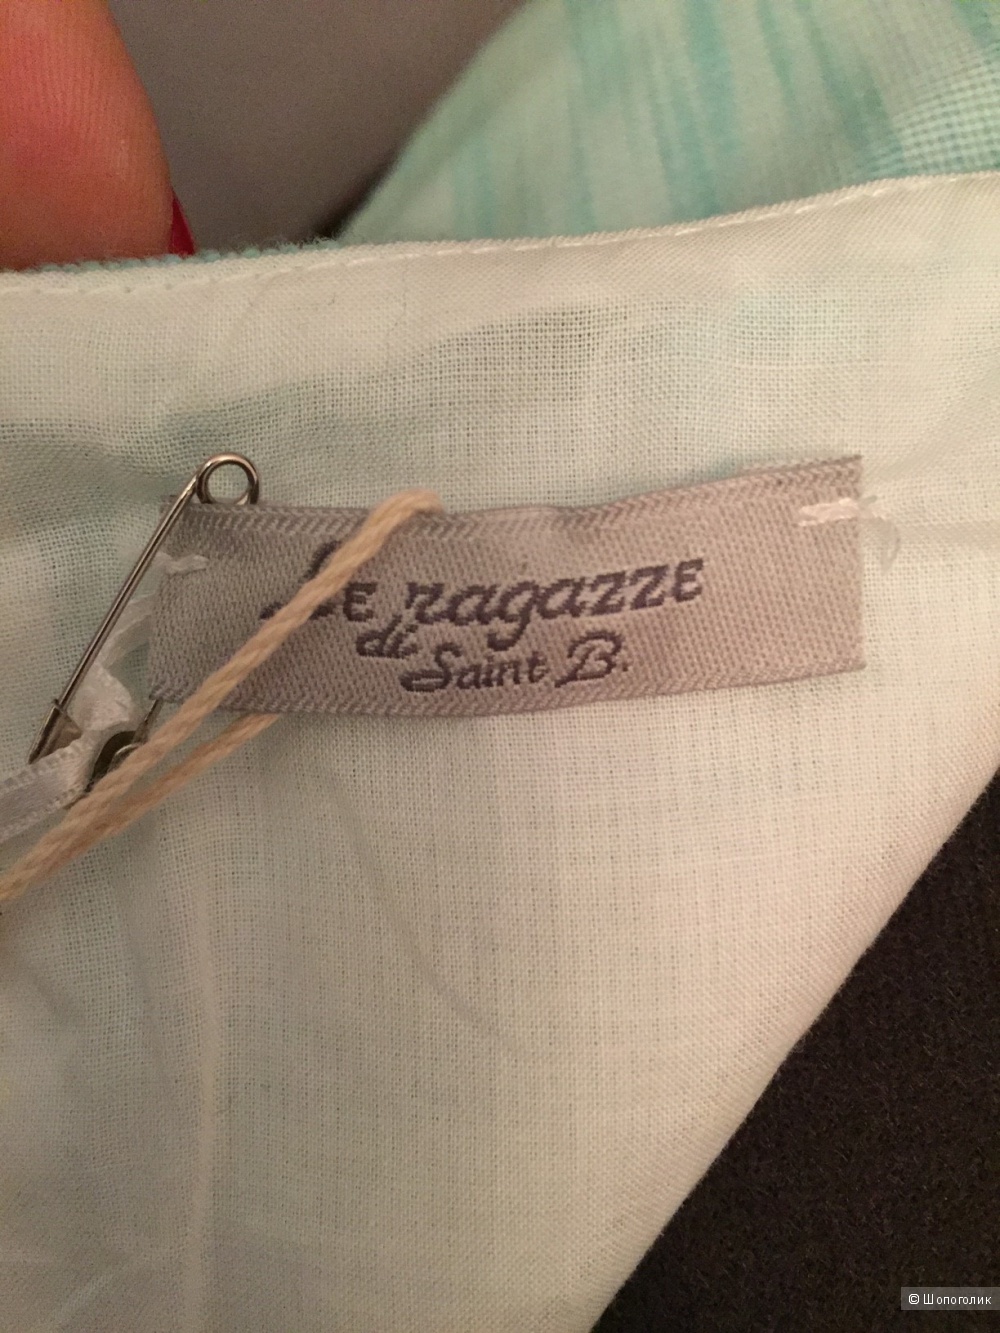 Le ragazze
di
Saint B.
© Шопоголик